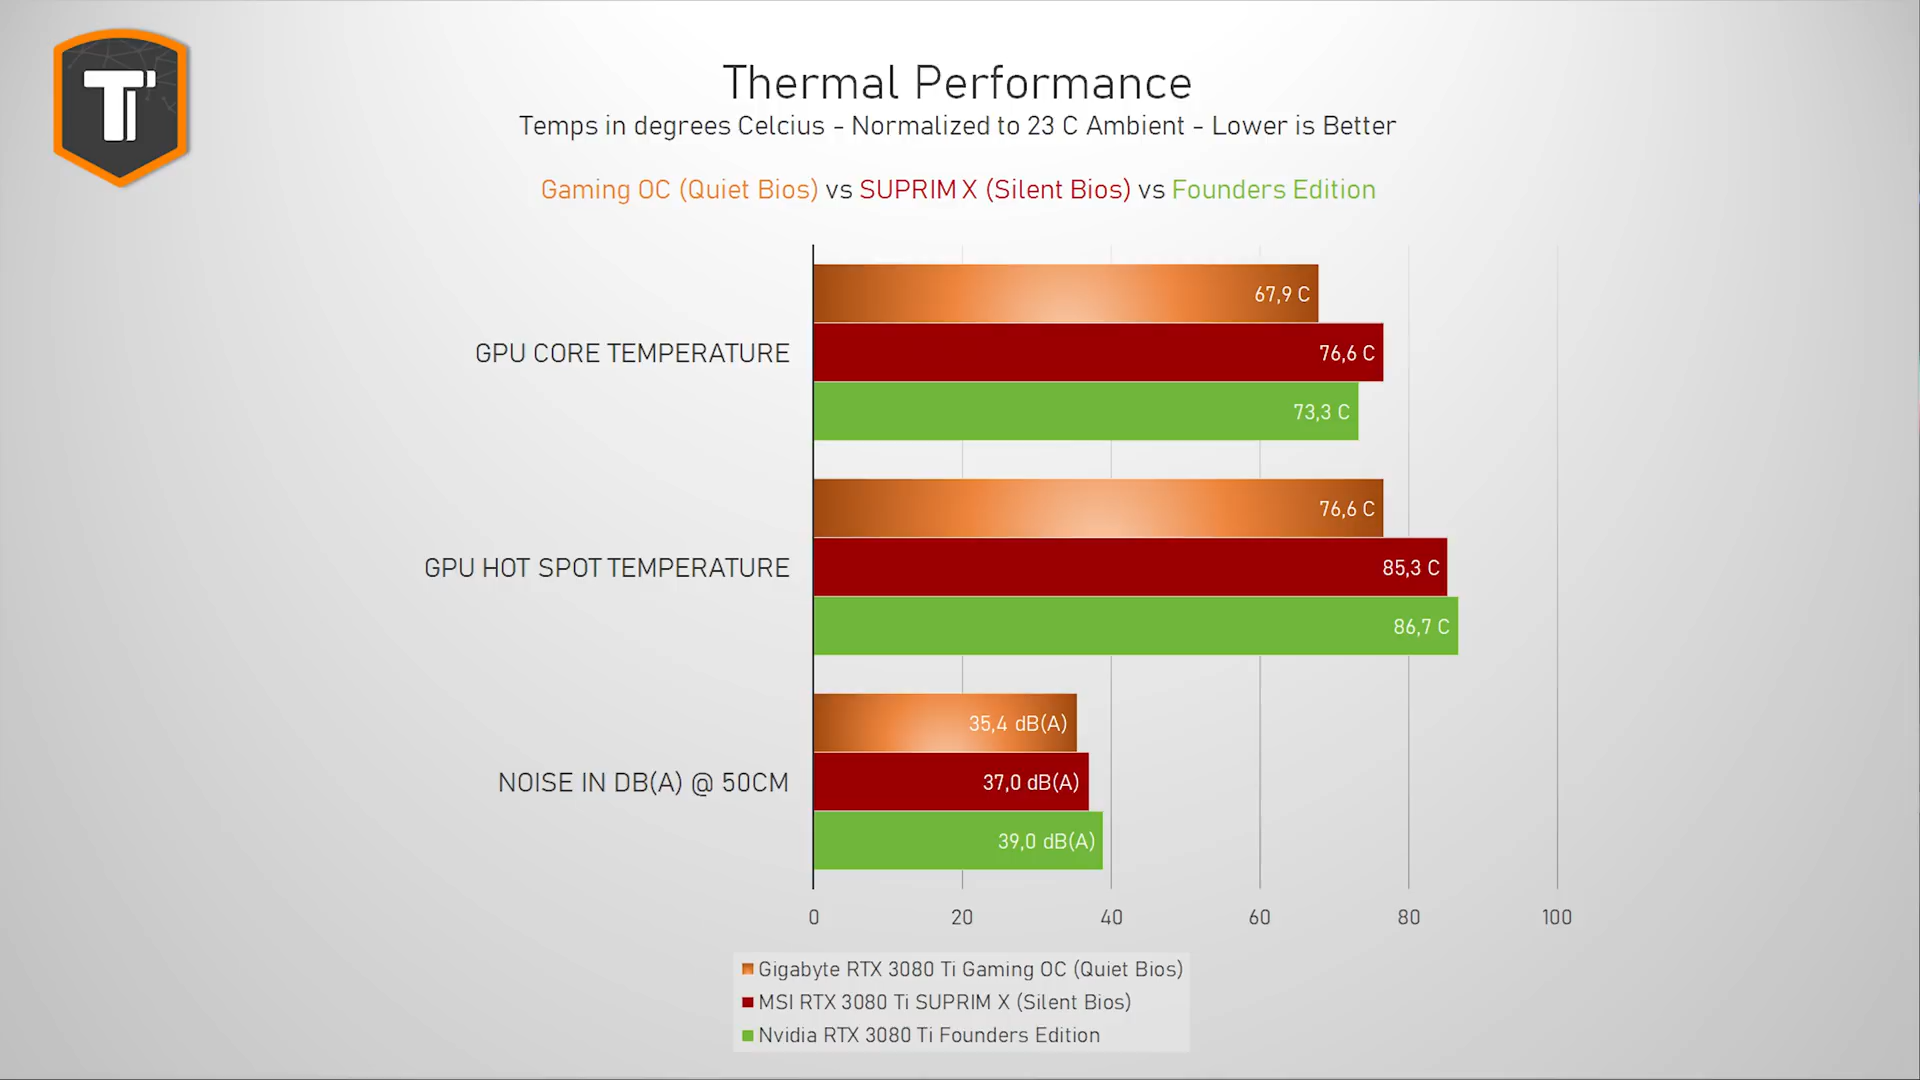 Ti
Thermal Performance
Temps in degrees Celcius - Normalized to 23 C Ambient - Lower is Better
Gaming OC (Quiet Bios) vs SUPRIM X (Silent Bios) vs Founders Edition
GPU CORE TEMPERATURE
67,9 C
76,6 C
73,3 C
GPU HOT SPOT TEMPERATURE
76,6 C
85,3 C
86,7 C
NOISE IN DB(A) @ 50CM
35,4 dB(A)
37,0 dB(A)
39,0 dB(A)
0 20 40 60 80 100
Gigabyte RTX 3080 Ti Gaming OC (Quiet Bios)
MSI RTX 3080 Ti SUPRIM X (Silent Bios)
Nvidia RTX 3080 Ti Founders Edition